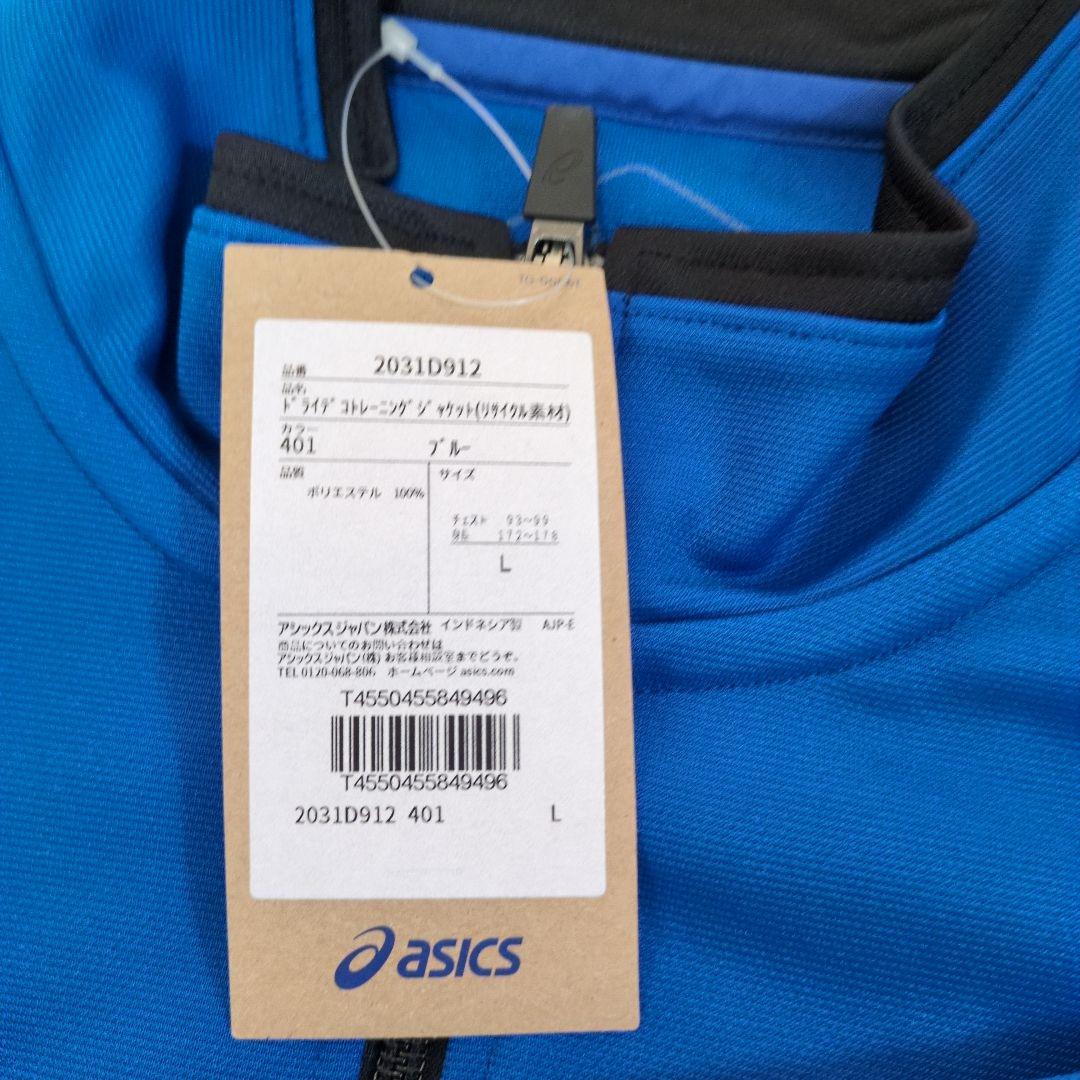 品番 2031D912
品名
ﾄﾞﾗｲﾃﾞｺﾄﾚｰﾆﾝｸﾞｼﾞｬｹｯﾄ(ﾘｻｲｸﾙ素材)
カラー
401 ﾌﾞﾙｰ
品質 サイズ
ポリエステル 100%
チェスト 93~99
身長 172~178
L
アシックスジャパン株式会社 インドネシア製 AJP-E
商品についてのお問い合わせは
アシックスジャパン(株) お客様相談室までどうぞ。
TEL 0120-068-806 ホームページ asics.com
T4550455849496
T4550455849496
2031D912 401 L
asics